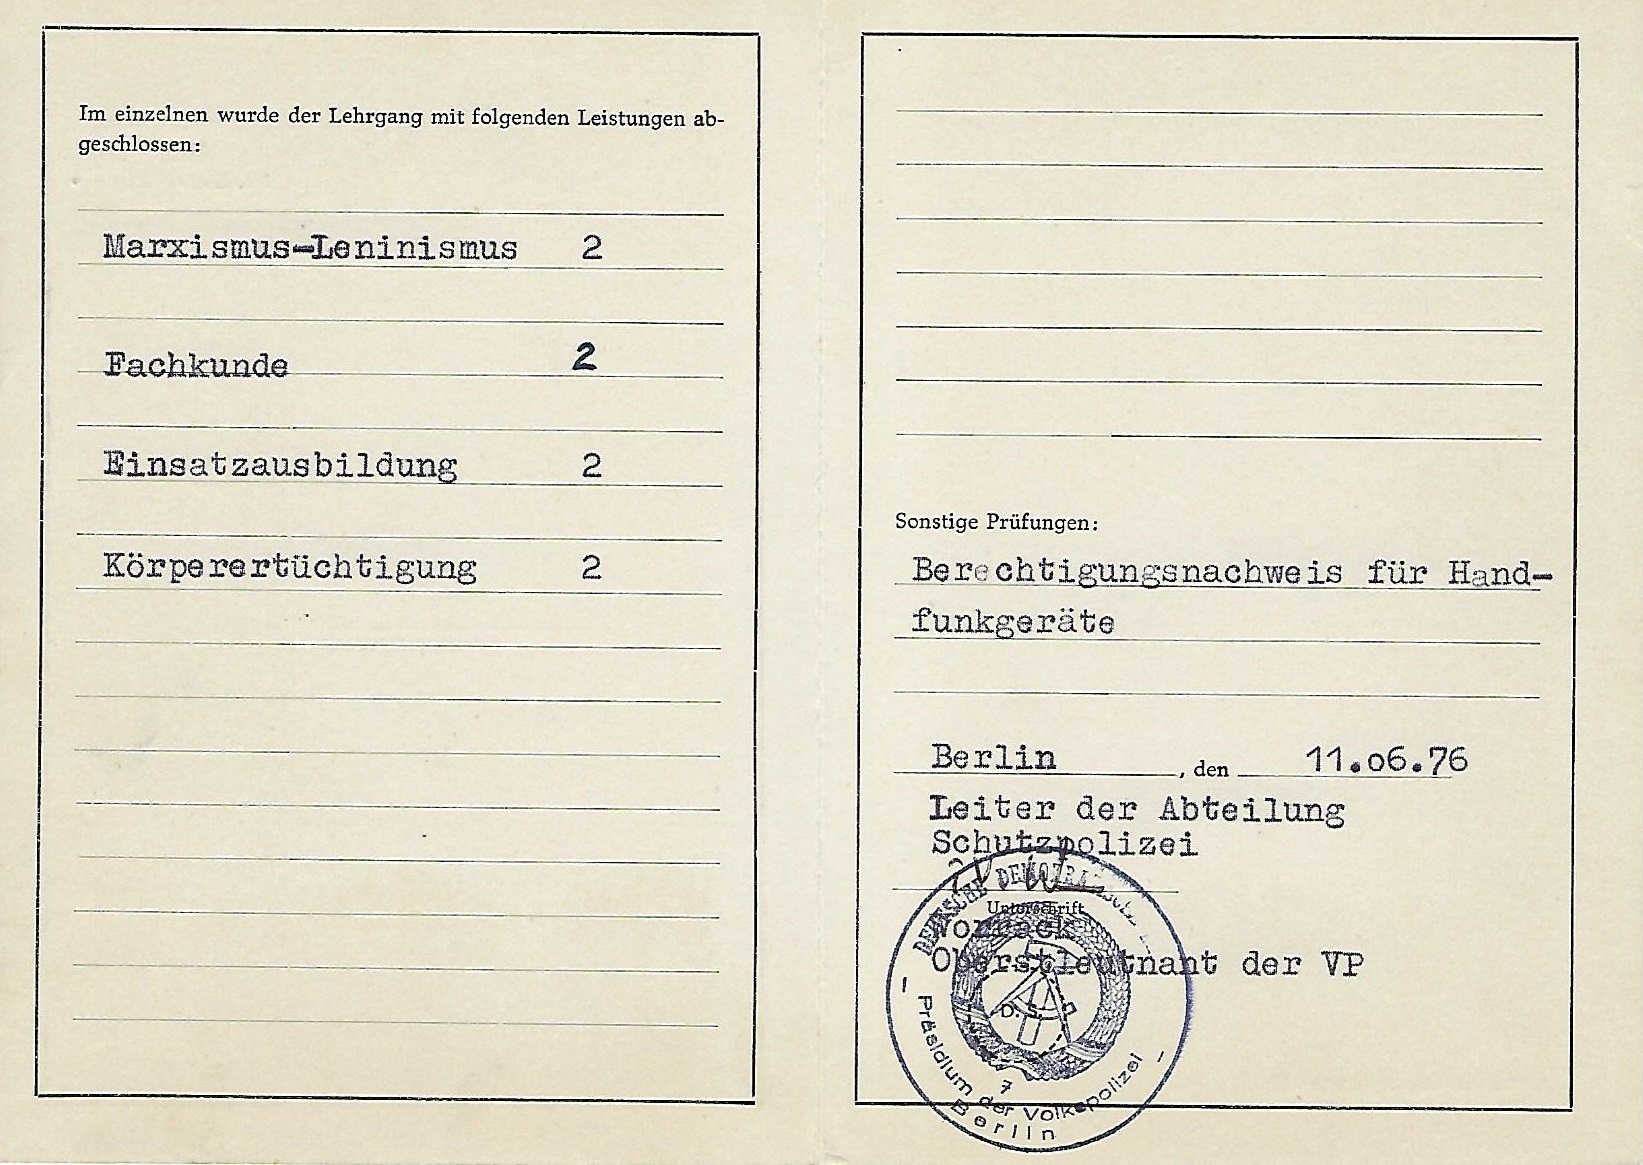 Im einzelnen wurde der Lehrgang mit folgenden Leistungen ab-
geschlossen:
Marxismus-Leninismus 2
Fachkunde 2
Einsatzausbildung 2
Körperertüchtigung 2
Sonstige Prüfungen:
Berechtigungsnachweis für Hand-
funkgeräte
Berlin, den 11.o6.76
Leiter der Abteilung
Schutzpolizei
Unterschrift
Oberstleutnant der VP
DEUTSCHE
Präsidium der Volkspolizei
7
Berlin